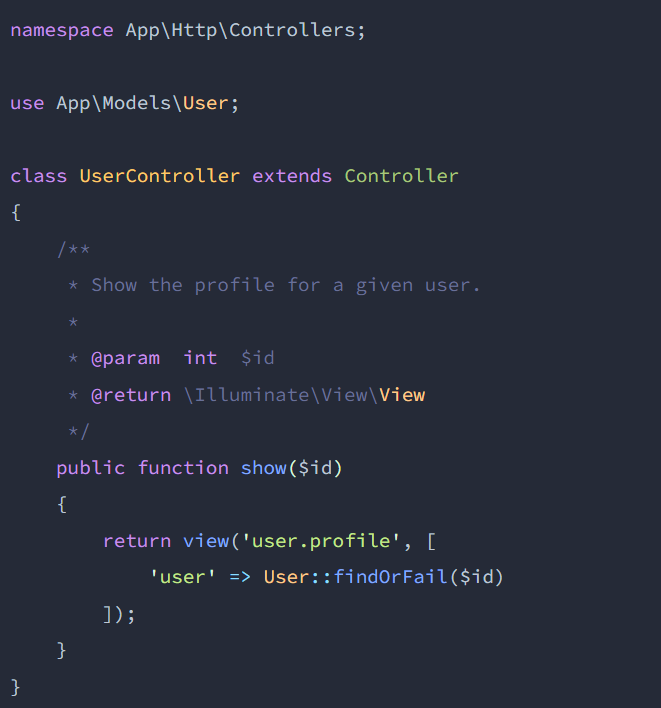 namespace App\Http\Controllers;

use App\Models\User;

class UserController extends Controller
{
    /**
     * Show the profile for a given user.
     *
     * @param  int  $id
     * @return \Illuminate\View\View
     */
    public function show($id)
    {
        return view('user.profile', [
            'user' => User::findOrFail($id)
        ]);
    }
}